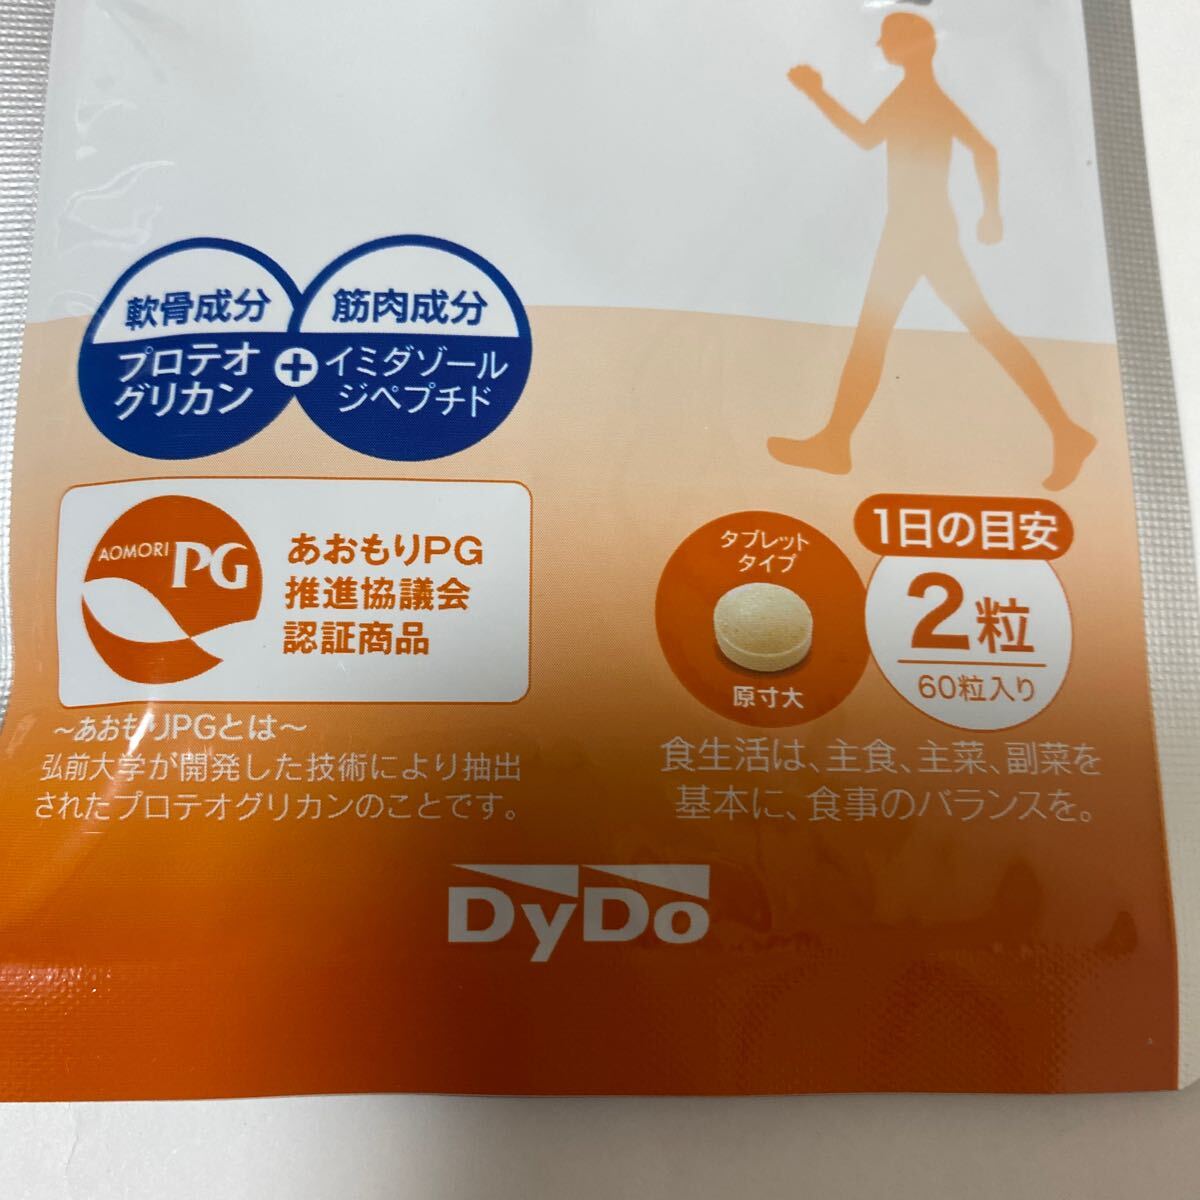 軟骨成分
プロテオ
グリカン
+
筋肉成分
イミダゾール
ジペプチド
AOMORI PG
あおもりPG
推進協議会
認証商品
～あおもりPGとは～
弘前大学が開発した技術により抽出
されたプロテオグリカンのことです。
タブレット
タイプ
原寸大
1日の目安
2粒
60粒入り
食生活は、主食、主菜、副菜を
基本に、食事のバランスを。
DyDo